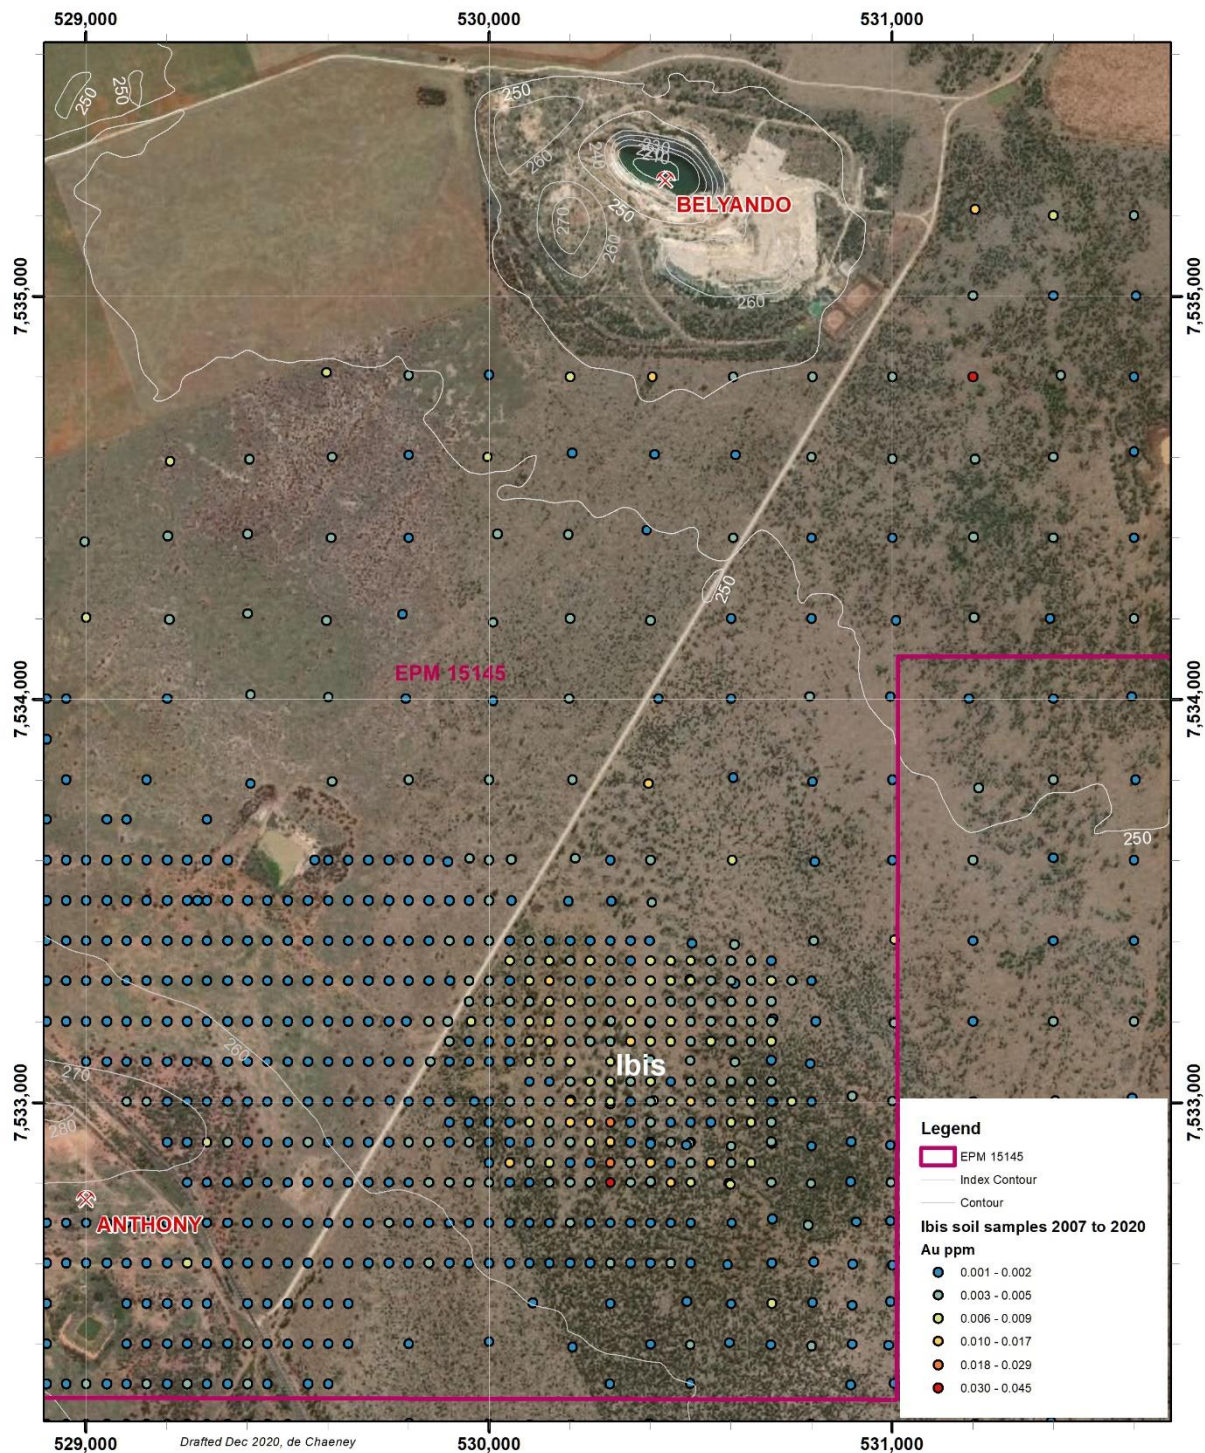 529,000 530,000 531,000
250 250 250
260 240 230 210
BELYANDO
270 250 260
7,535,000 260 7,535,000
250
EPM 15145
7,534,000 7,534,000
250
260
Ibis
270
7,533,000 7,533,000
280
ANTHONY
Legend
EPM 15145
Index Contour
Contour
Ibis soil samples 2007 to 2020
Au ppm
0.001 - 0.002
0.003 - 0.005
0.006 - 0.009
0.010 - 0.017
0.018 - 0.029
0.030 - 0.045
Drafted Dec 2020, de Chaeney
529,000 530,000 531,000